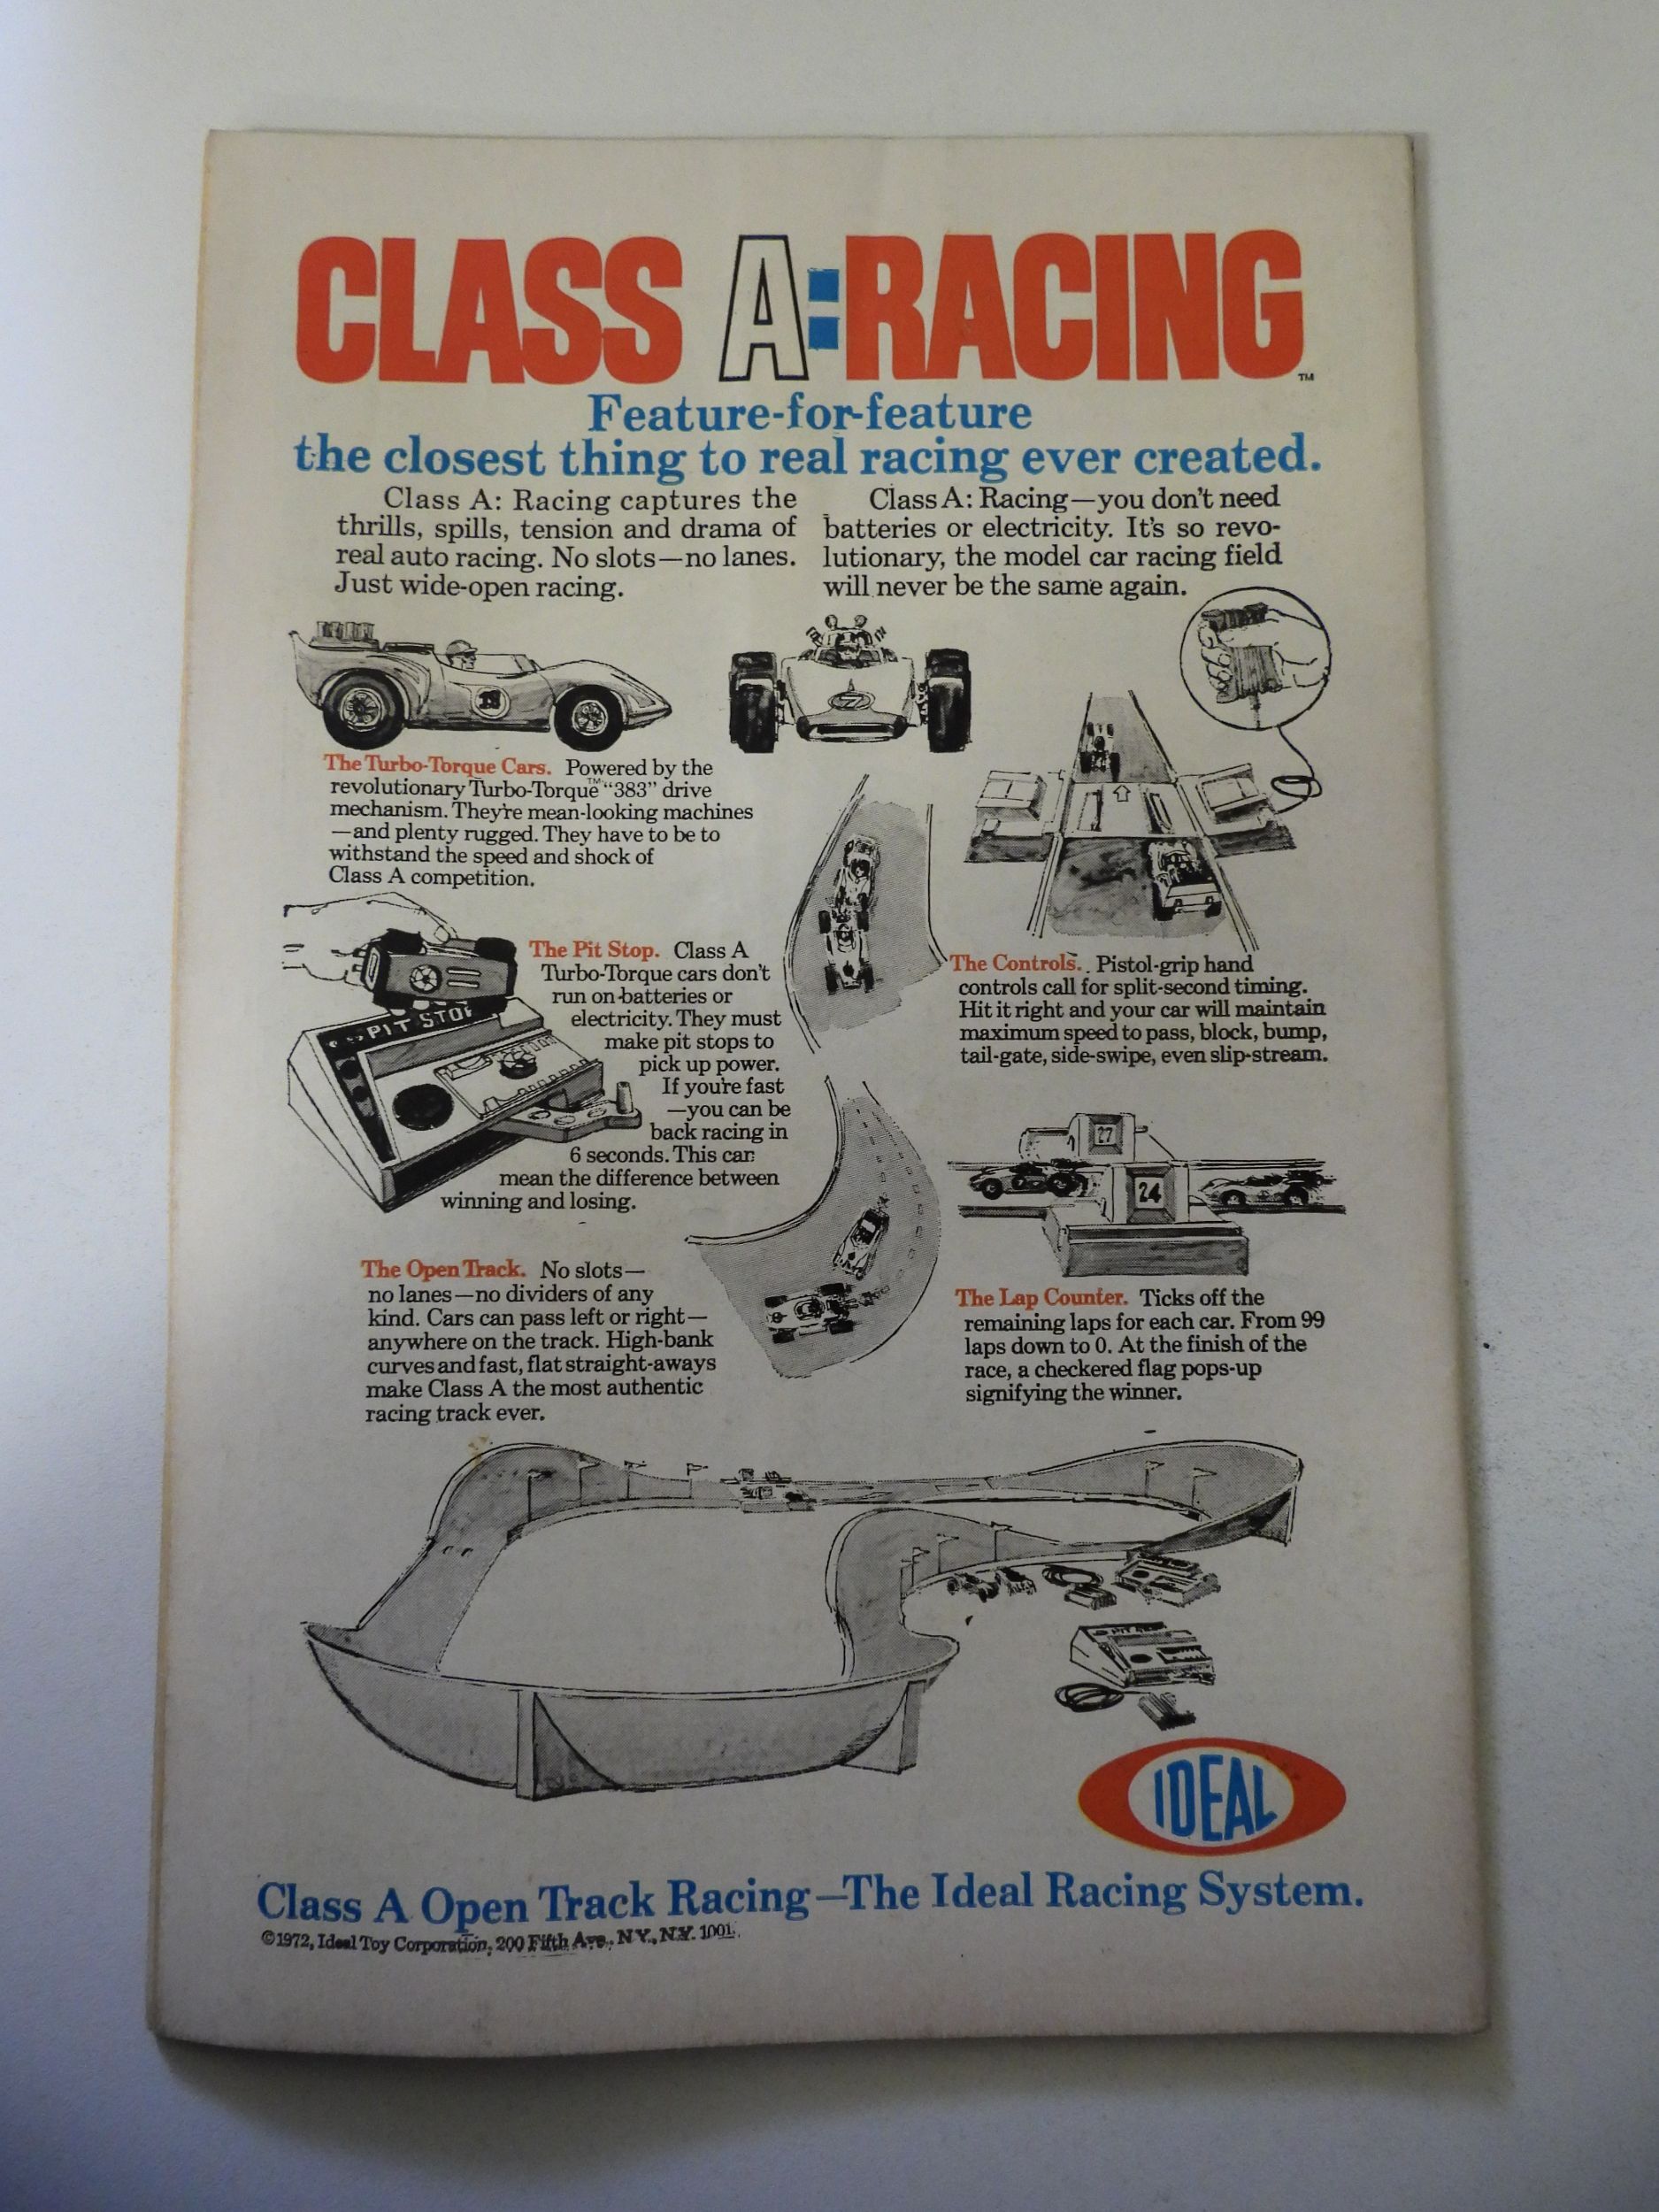 CLASS A:RACING
TM
Feature-for-feature
the closest thing to real racing ever created.
Class A: Racing captures the
thrills, spills, tension and drama of
real auto racing. No slots—no lanes.
Just wide-open racing.
Class A: Racing—you don't need
batteries or electricity. It's so revo-
lutionary, the model car racing field
will never be the same again.
The Turbo-Torque Cars. Powered by the
revolutionary Turbo-Torque™ "383" drive
mechanism. They're mean-looking machines
—and plenty rugged. They have to be to
withstand the speed and shock of
Class A competition.
7
PIT STOP
The Pit Stop. Class A
Turbo-Torque cars don't
run on batteries or
electricity. They must
make pit stops to
pick up power.
If you're fast
—you can be
back racing in
6 seconds. This can
mean the difference between
winning and losing.
The Controls. Pistol-grip hand
controls call for split-second timing.
Hit it right and your car will maintain
maximum speed to pass, block, bump,
tail-gate, side-swipe, even slip-stream.
27
24
The Open Track. No slots—
no lanes—no dividers of any
kind. Cars can pass left or right—
anywhere on the track. High-bank
curves and fast, flat straight-aways
make Class A the most authentic
racing track ever.
The Lap Counter. Ticks off the
remaining laps for each car. From 99
laps down to 0. At the finish of the
race, a checkered flag pops-up
signifying the winner.
IDEAL
Class A Open Track Racing—The Ideal Racing System.
©1972, Ideal Toy Corporation, 200 Fifth Ave., N.Y., N.Y. 1001